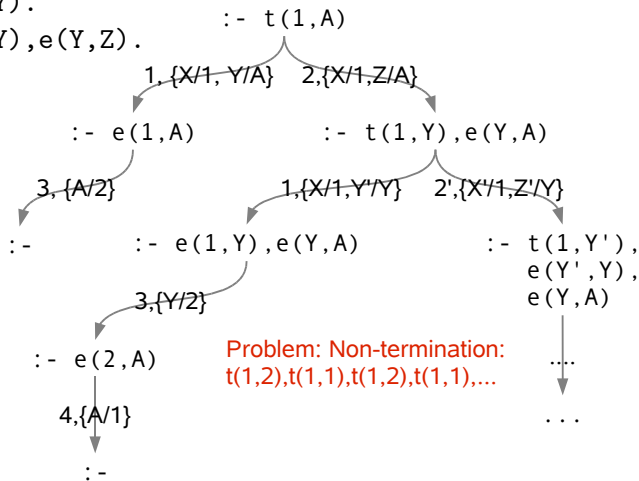 Y).
Y),e(Y,Z).
:- t(1,A)
1, {X/1, Y/A} 2,{X/1,Z/A}
:- e(1,A) :- t(1,Y),e(Y,A)
3, {A/2} 1,{X/1,Y'/Y} 2',{X'/1,Z'/Y}
:- :- e(1,Y),e(Y,A) :- t(1,Y'),
e(Y',Y),
e(Y,A)
3,{Y/2}
:- e(2,A) Problem: Non-termination: ....
t(1,2),t(1,1),t(1,2),t(1,1),...
4,{A/1} ...
:-